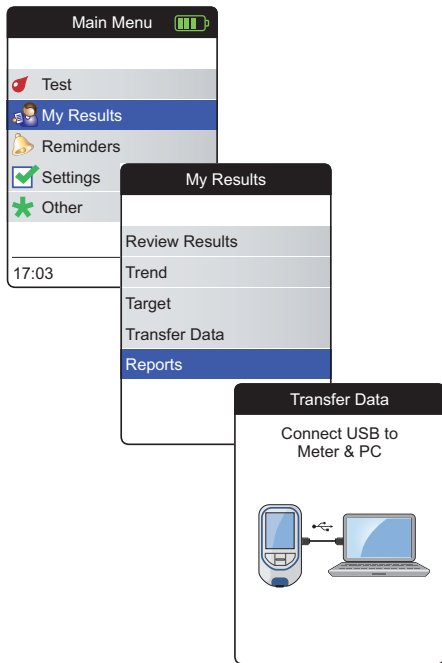 Main Menu
Test
My Results
Reminders
Settings
Other
17:03
My Results
Review Results
Trend
Target
Transfer Data
Reports
Transfer Data
Connect USB to
Meter & PC